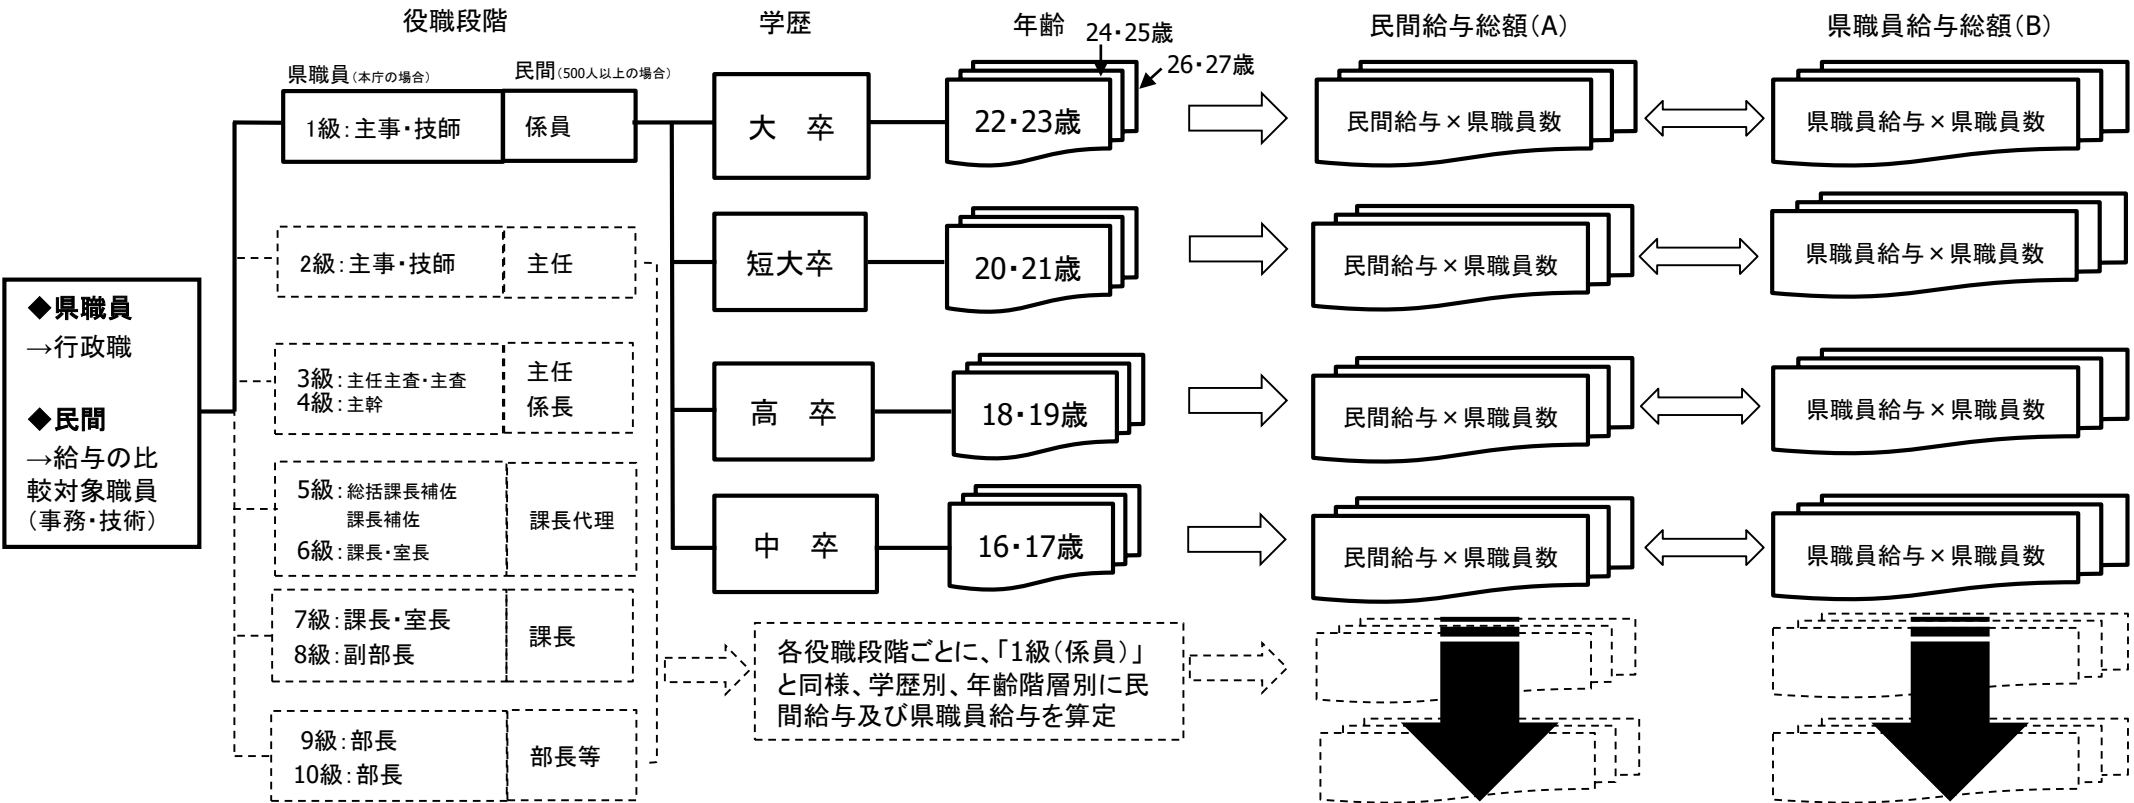 役職段階
学歴
年齢
民間給与総額(A)
県職員給与総額(B)
24・25歳
26・27歳
県職員(本庁の場合)
民間(500人以上の場合)
1級:主事・技師
係員
大 卒
22・23歳
民間給与×県職員数
県職員給与×県職員数
2級:主事・技師
主任
短大卒
20・21歳
民間給与×県職員数
県職員給与×県職員数
◆県職員
→行政職
◆民間
→給与の比
較対象職員
(事務・技術)
3級:主任主査・主査
4級:主幹
主任
係長
高 卒
18・19歳
民間給与×県職員数
県職員給与×県職員数
5級:総括課長補佐
課長補佐
6級:課長・室長
課長代理
中 卒
16・17歳
民間給与×県職員数
県職員給与×県職員数
7級:課長・室長
8級:副部長
課長
各役職段階ごとに、「1級(係員)」
と同様、学歴別、年齢階層別に民
間給与及び県職員給与を算定
9級:部長
10級:部長
部長等